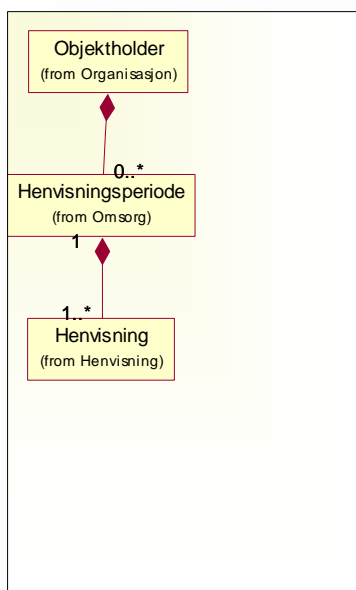 Objektholder
(from Organisasjon)
0..*
Henvisningsperiode
(from Omsorg)
1
1..*
Henvisning
(from Henvisning)